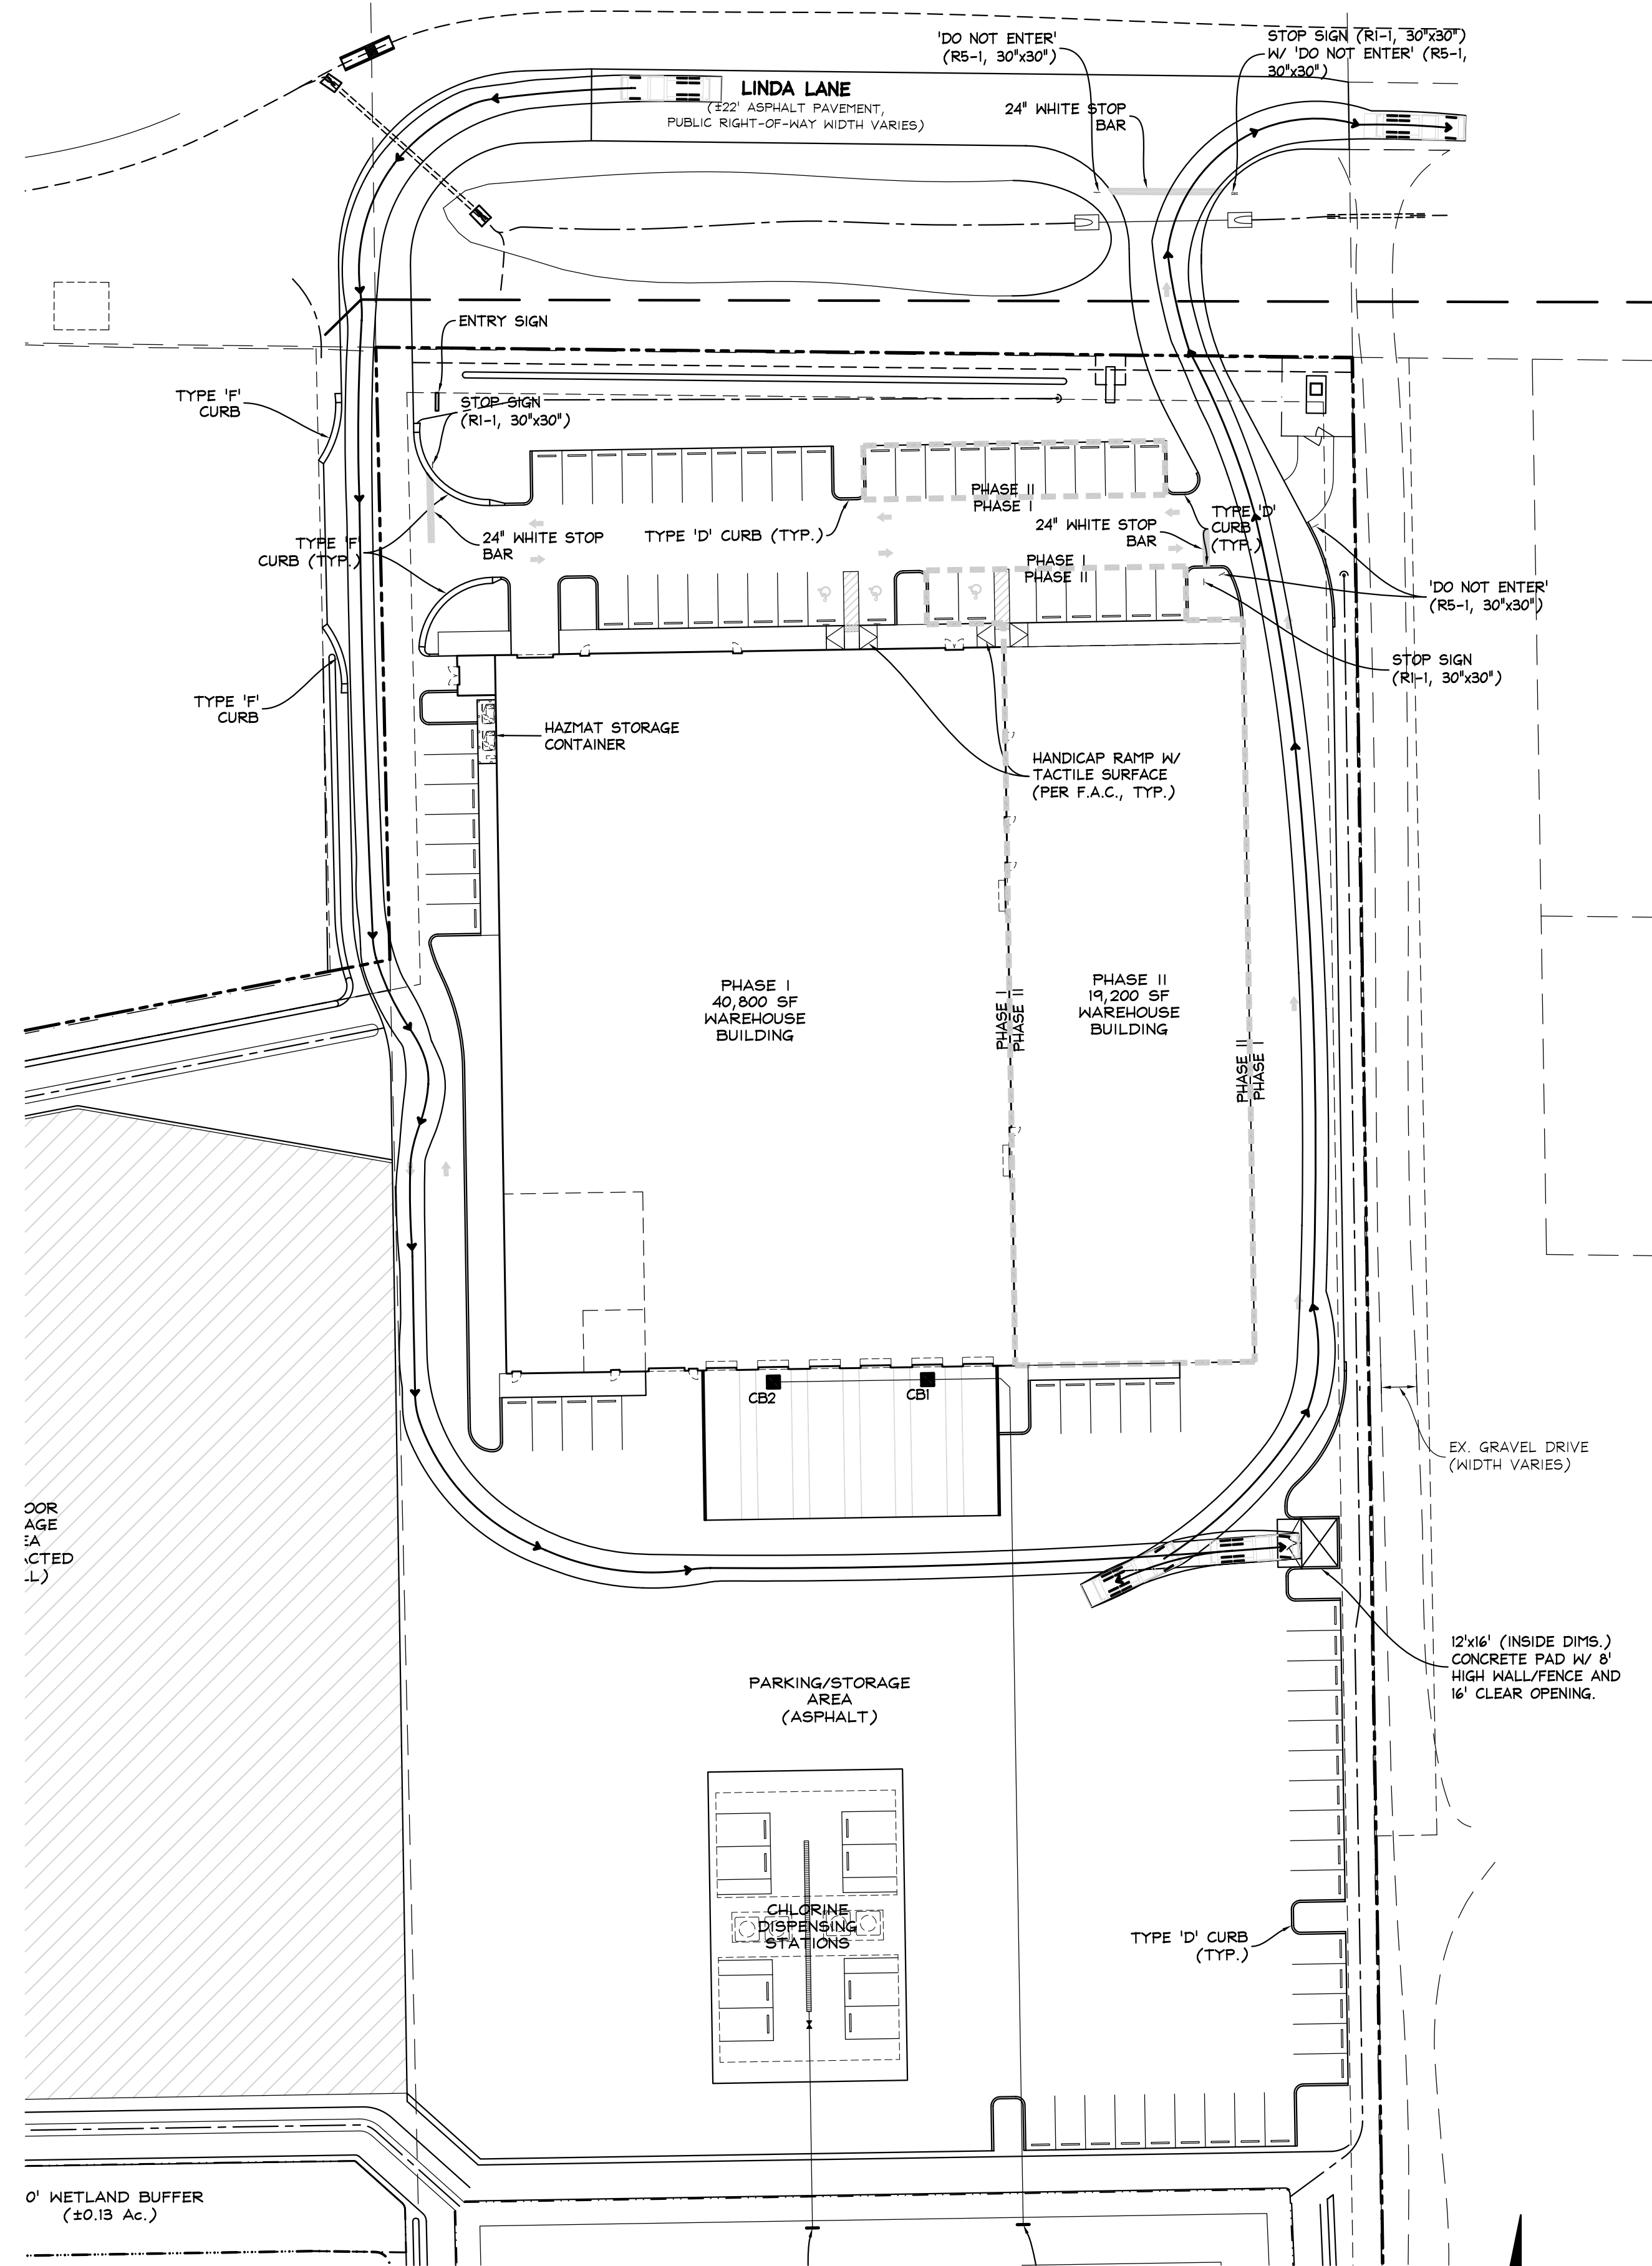 'DO NOT ENTER'
(R5-1, 30"x30")
STOP SIGN (R1-1, 30"x30")
W/ 'DO NOT ENTER' (R5-1,
30"x30")
LINDA LANE
(±22' ASPHALT PAVEMENT,
PUBLIC RIGHT-OF-WAY WIDTH VARIES)
24" WHITE STOP
BAR
ENTRY SIGN
TYPE 'F'
CURB
STOP SIGN
(R1-1, 30"x30")
PHASE II
PHASE I
TYPE 'F'
CURB (TYP.)
24" WHITE STOP
BAR
TYPE 'D' CURB (TYP.)
24" WHITE STOP
BAR
TYPE 'D'
CURB
(TYP.)
PHASE I
PHASE II
'DO NOT ENTER'
(R5-1, 30"x30")
STOP SIGN
(R1-1, 30"x30")
TYPE 'F'
CURB
HAZMAT STORAGE
CONTAINER
HANDICAP RAMP W/
TACTILE SURFACE
(PER F.A.C., TYP.)
PHASE I
40,800 SF
WAREHOUSE
BUILDING
PHASE I
PHASE II
PHASE II
19,200 SF
WAREHOUSE
BUILDING
PHASE II
PHASE I
CB2
CB1
EX. GRAVEL DRIVE
(WIDTH VARIES)
OOR
AGE
EA
ACTED
LL)
12'x16' (INSIDE DIMS.)
CONCRETE PAD W/ 8'
HIGH WALL/FENCE AND
16' CLEAR OPENING.
PARKING/STORAGE
AREA
(ASPHALT)
CHLORINE
DISPENSING
STATIONS
TYPE 'D' CURB
(TYP.)
0' WETLAND BUFFER
(±0.13 Ac.)